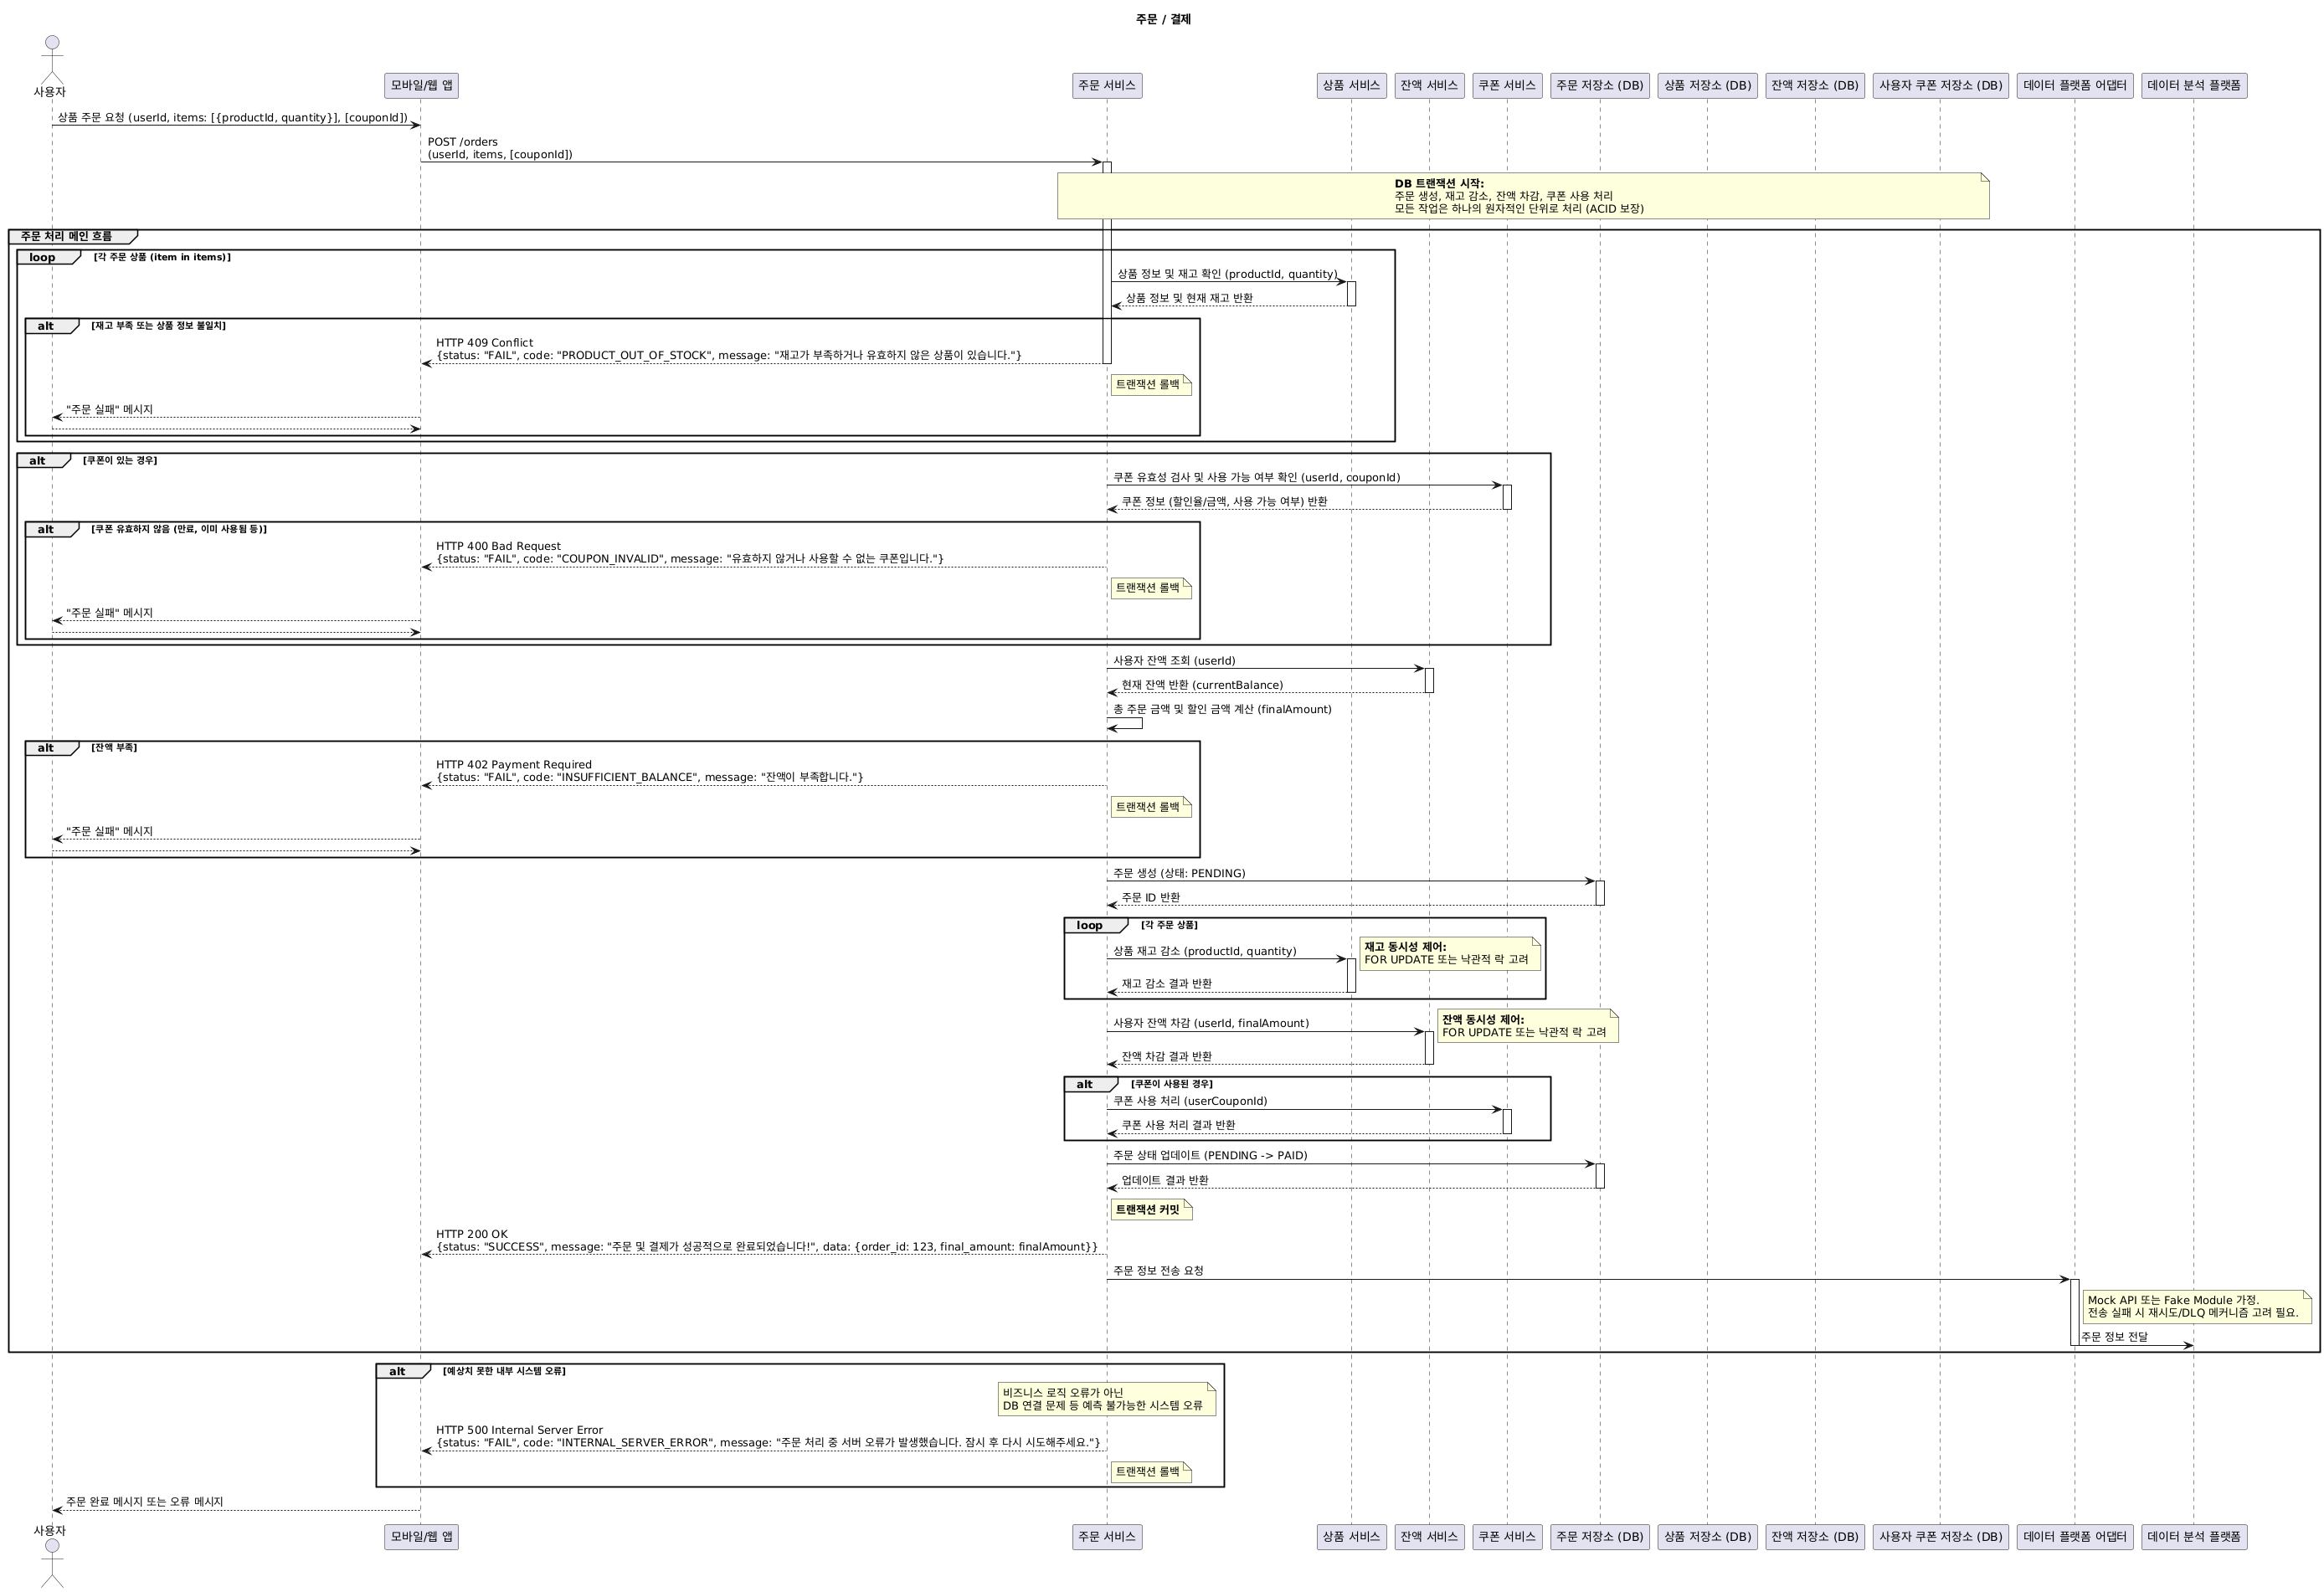 주문 / 결제
사용자
모바일/웹 앱
주문 서비스
상품 서비스
잔액 서비스
쿠폰 서비스
주문 저장소 (DB)
상품 저장소 (DB)
잔액 저장소 (DB)
사용자 쿠폰 저장소 (DB)
데이터 플랫폼 어댑터
데이터 분석 플랫폼
상품 주문 요청 (userId, items: [{productId, quantity}], [couponId])
POST /orders
(userId, items, [couponId])
DB 트랜잭션 시작:
주문 생성, 재고 감소, 잔액 차감, 쿠폰 사용 처리
모든 작업은 하나의 원자적인 단위로 처리 (ACID 보장)
주문 처리 메인 흐름
loop [각 주문 상품 (item in items)]
상품 정보 및 재고 확인 (productId, quantity)
상품 정보 및 현재 재고 반환
alt [재고 부족 또는 상품 정보 불일치]
HTTP 409 Conflict
{status: "FAIL", code: "PRODUCT_OUT_OF_STOCK", message: "재고가 부족하거나 유효하지 않은 상품이 있습니다."}
트랜잭션 롤백
"주문 실패" 메시지
alt [쿠폰이 있는 경우]
쿠폰 유효성 검사 및 사용 가능 여부 확인 (userId, couponId)
쿠폰 정보 (할인율/금액, 사용 가능 여부) 반환
alt [쿠폰 유효하지 않음 (만료, 이미 사용됨 등)]
HTTP 400 Bad Request
{status: "FAIL", code: "COUPON_INVALID", message: "유효하지 않거나 사용할 수 없는 쿠폰입니다."}
트랜잭션 롤백
"주문 실패" 메시지
사용자 잔액 조회 (userId)
현재 잔액 반환 (currentBalance)
총 주문 금액 및 할인 금액 계산 (finalAmount)
alt [잔액 부족]
HTTP 402 Payment Required
{status: "FAIL", code: "INSUFFICIENT_BALANCE", message: "잔액이 부족합니다."}
트랜잭션 롤백
"주문 실패" 메시지
주문 생성 (상태: PENDING)
주문 ID 반환
loop [각 주문 상품]
상품 재고 감소 (productId, quantity)
재고 동시성 제어:
FOR UPDATE 또는 낙관적 락 고려
재고 감소 결과 반환
사용자 잔액 차감 (userId, finalAmount)
잔액 동시성 제어:
FOR UPDATE 또는 낙관적 락 고려
잔액 차감 결과 반환
alt [쿠폰이 사용된 경우]
쿠폰 사용 처리 (userCouponId)
쿠폰 사용 처리 결과 반환
주문 상태 업데이트 (PENDING -> PAID)
업데이트 결과 반환
트랜잭션 커밋
HTTP 200 OK
{status: "SUCCESS", message: "주문 및 결제가 성공적으로 완료되었습니다!", data: {order_id: 123, final_amount: finalAmount}}
주문 정보 전송 요청
Mock API 또는 Fake Module 가정.
전송 실패 시 재시도/DLQ 메커니즘 고려 필요.
주문 정보 전달
alt [예상치 못한 내부 시스템 오류]
비즈니스 로직 오류가 아닌
DB 연결 문제 등 예측 불가능한 시스템 오류
HTTP 500 Internal Server Error
{status: "FAIL", code: "INTERNAL_SERVER_ERROR", message: "주문 처리 중 서버 오류가 발생했습니다. 잠시 후 다시 시도해주세요."}
트랜잭션 롤백
주문 완료 메시지 또는 오류 메시지
사용자
모바일/웹 앱
주문 서비스
상품 서비스
잔액 서비스
쿠폰 서비스
주문 저장소 (DB)
상품 저장소 (DB)
잔액 저장소 (DB)
사용자 쿠폰 저장소 (DB)
데이터 플랫폼 어댑터
데이터 분석 플랫폼